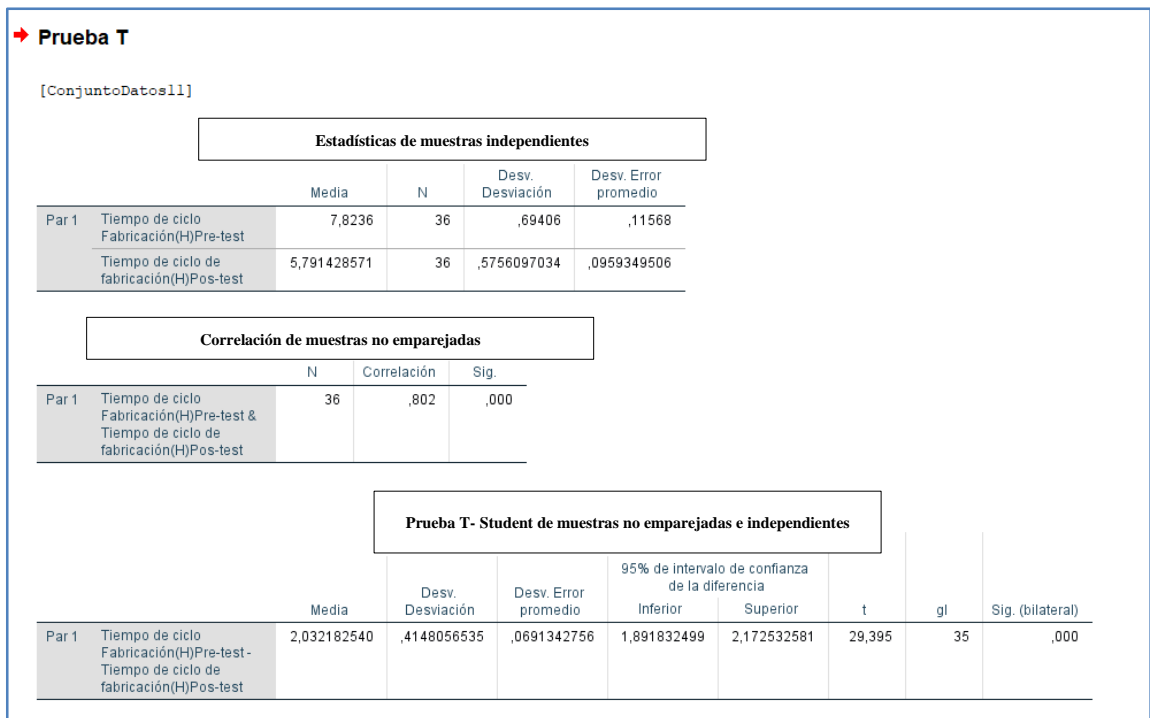 Prueba T
[ConjuntoDatos11]
Estadísticas de muestras independientes
Media N Desv. Desviación Desv. Error promedio
Par 1 Tiempo de ciclo Fabricación(H)Pre-test 7,8236 36 ,69406 ,11568
Tiempo de ciclo de fabricación(H)Pos-test 5,791428571 36 ,5756097034 ,0959349506
Correlación de muestras no emparejadas
N Correlación Sig.
Par 1 Tiempo de ciclo Fabricación(H)Pre-test & Tiempo de ciclo de fabricación(H)Pos-test 36 ,802 ,000
Prueba T- Student de muestras no emparejadas e independientes
95% de intervalo de confianza de la diferencia
Media Desv. Desviación Desv. Error promedio Inferior Superior t gl Sig. (bilateral)
Par 1 Tiempo de ciclo Fabricación(H)Pre-test - Tiempo de ciclo de fabricación(H)Pos-test 2,032182540 ,4148056535 ,0691342756 1,891832499 2,172532581 29,395 35 ,000